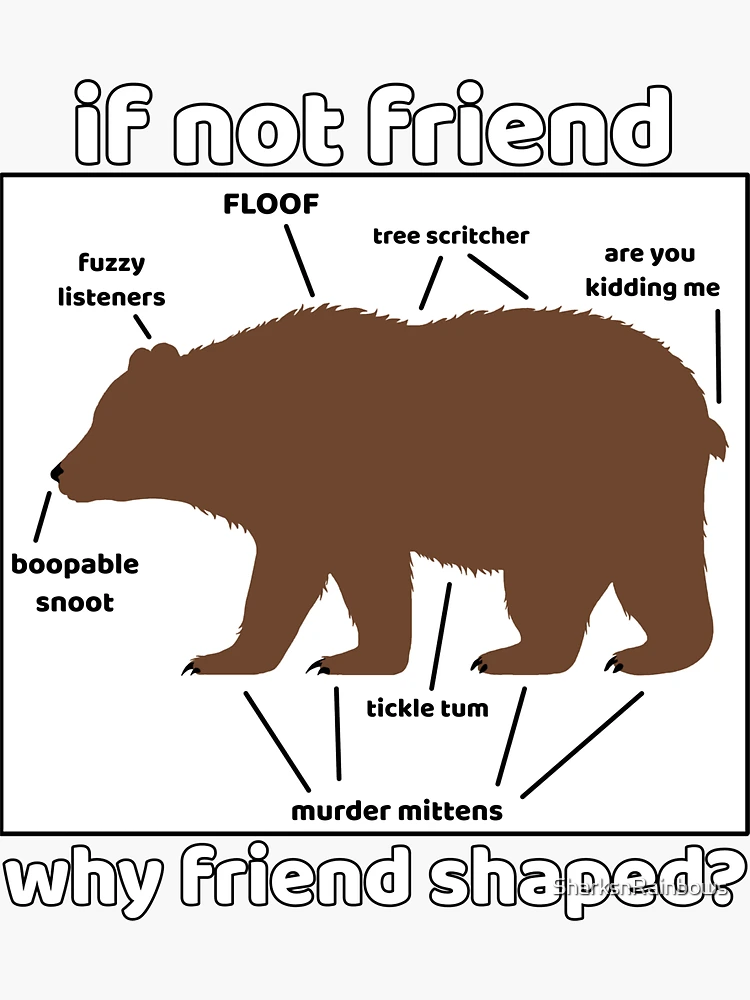 if not friend
FLOOF
tree scritcher
are you
kidding me
fuzzy
listeners
boopable
snoot
tickle tum
murder mittens
why friend shaped?
SharksnRainbows